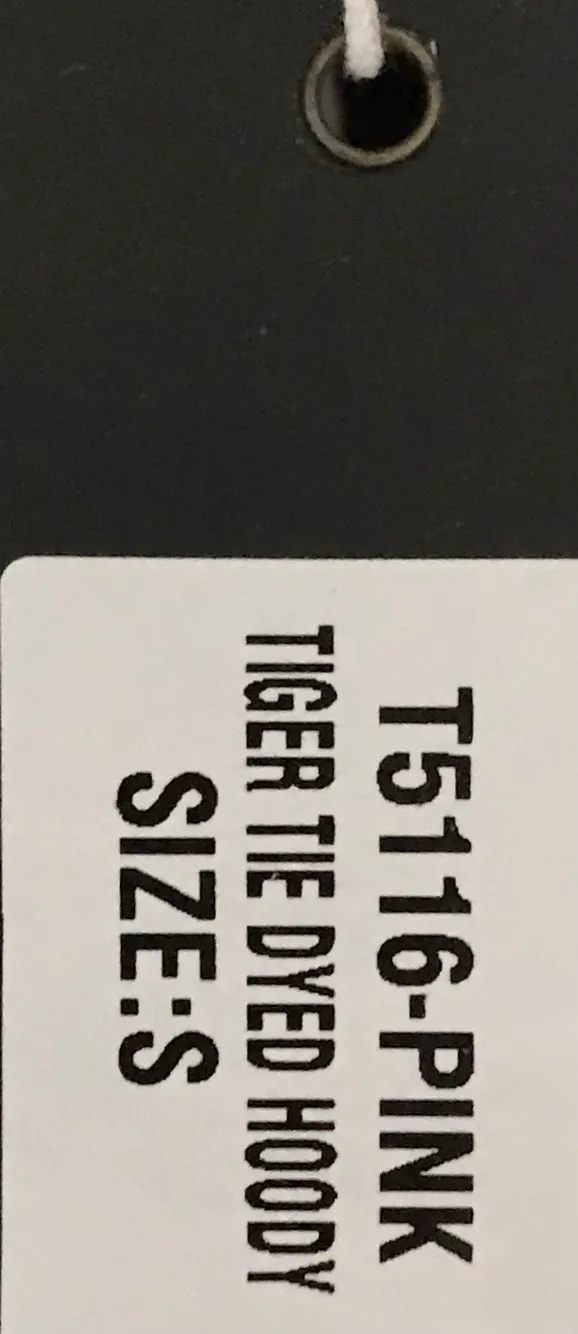 T5116-PINK
TIGER TIE DYED HOODY
SIZE:S